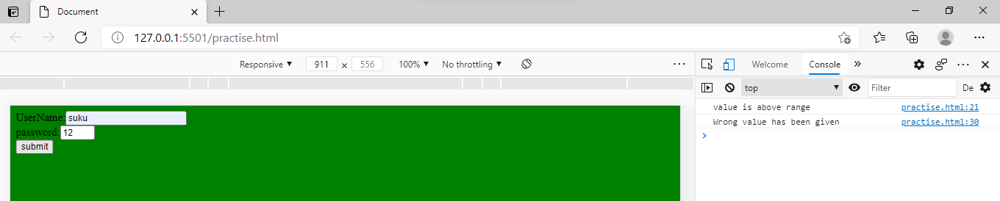 Document
127.0.0.1:5501/practise.html
Responsive 911 x 556 100% No throttling
Welcome Console
top Filter De
value is above range practise.html:21
Wrong value has been given practise.html:30
UserName: suku
password: 12
submit